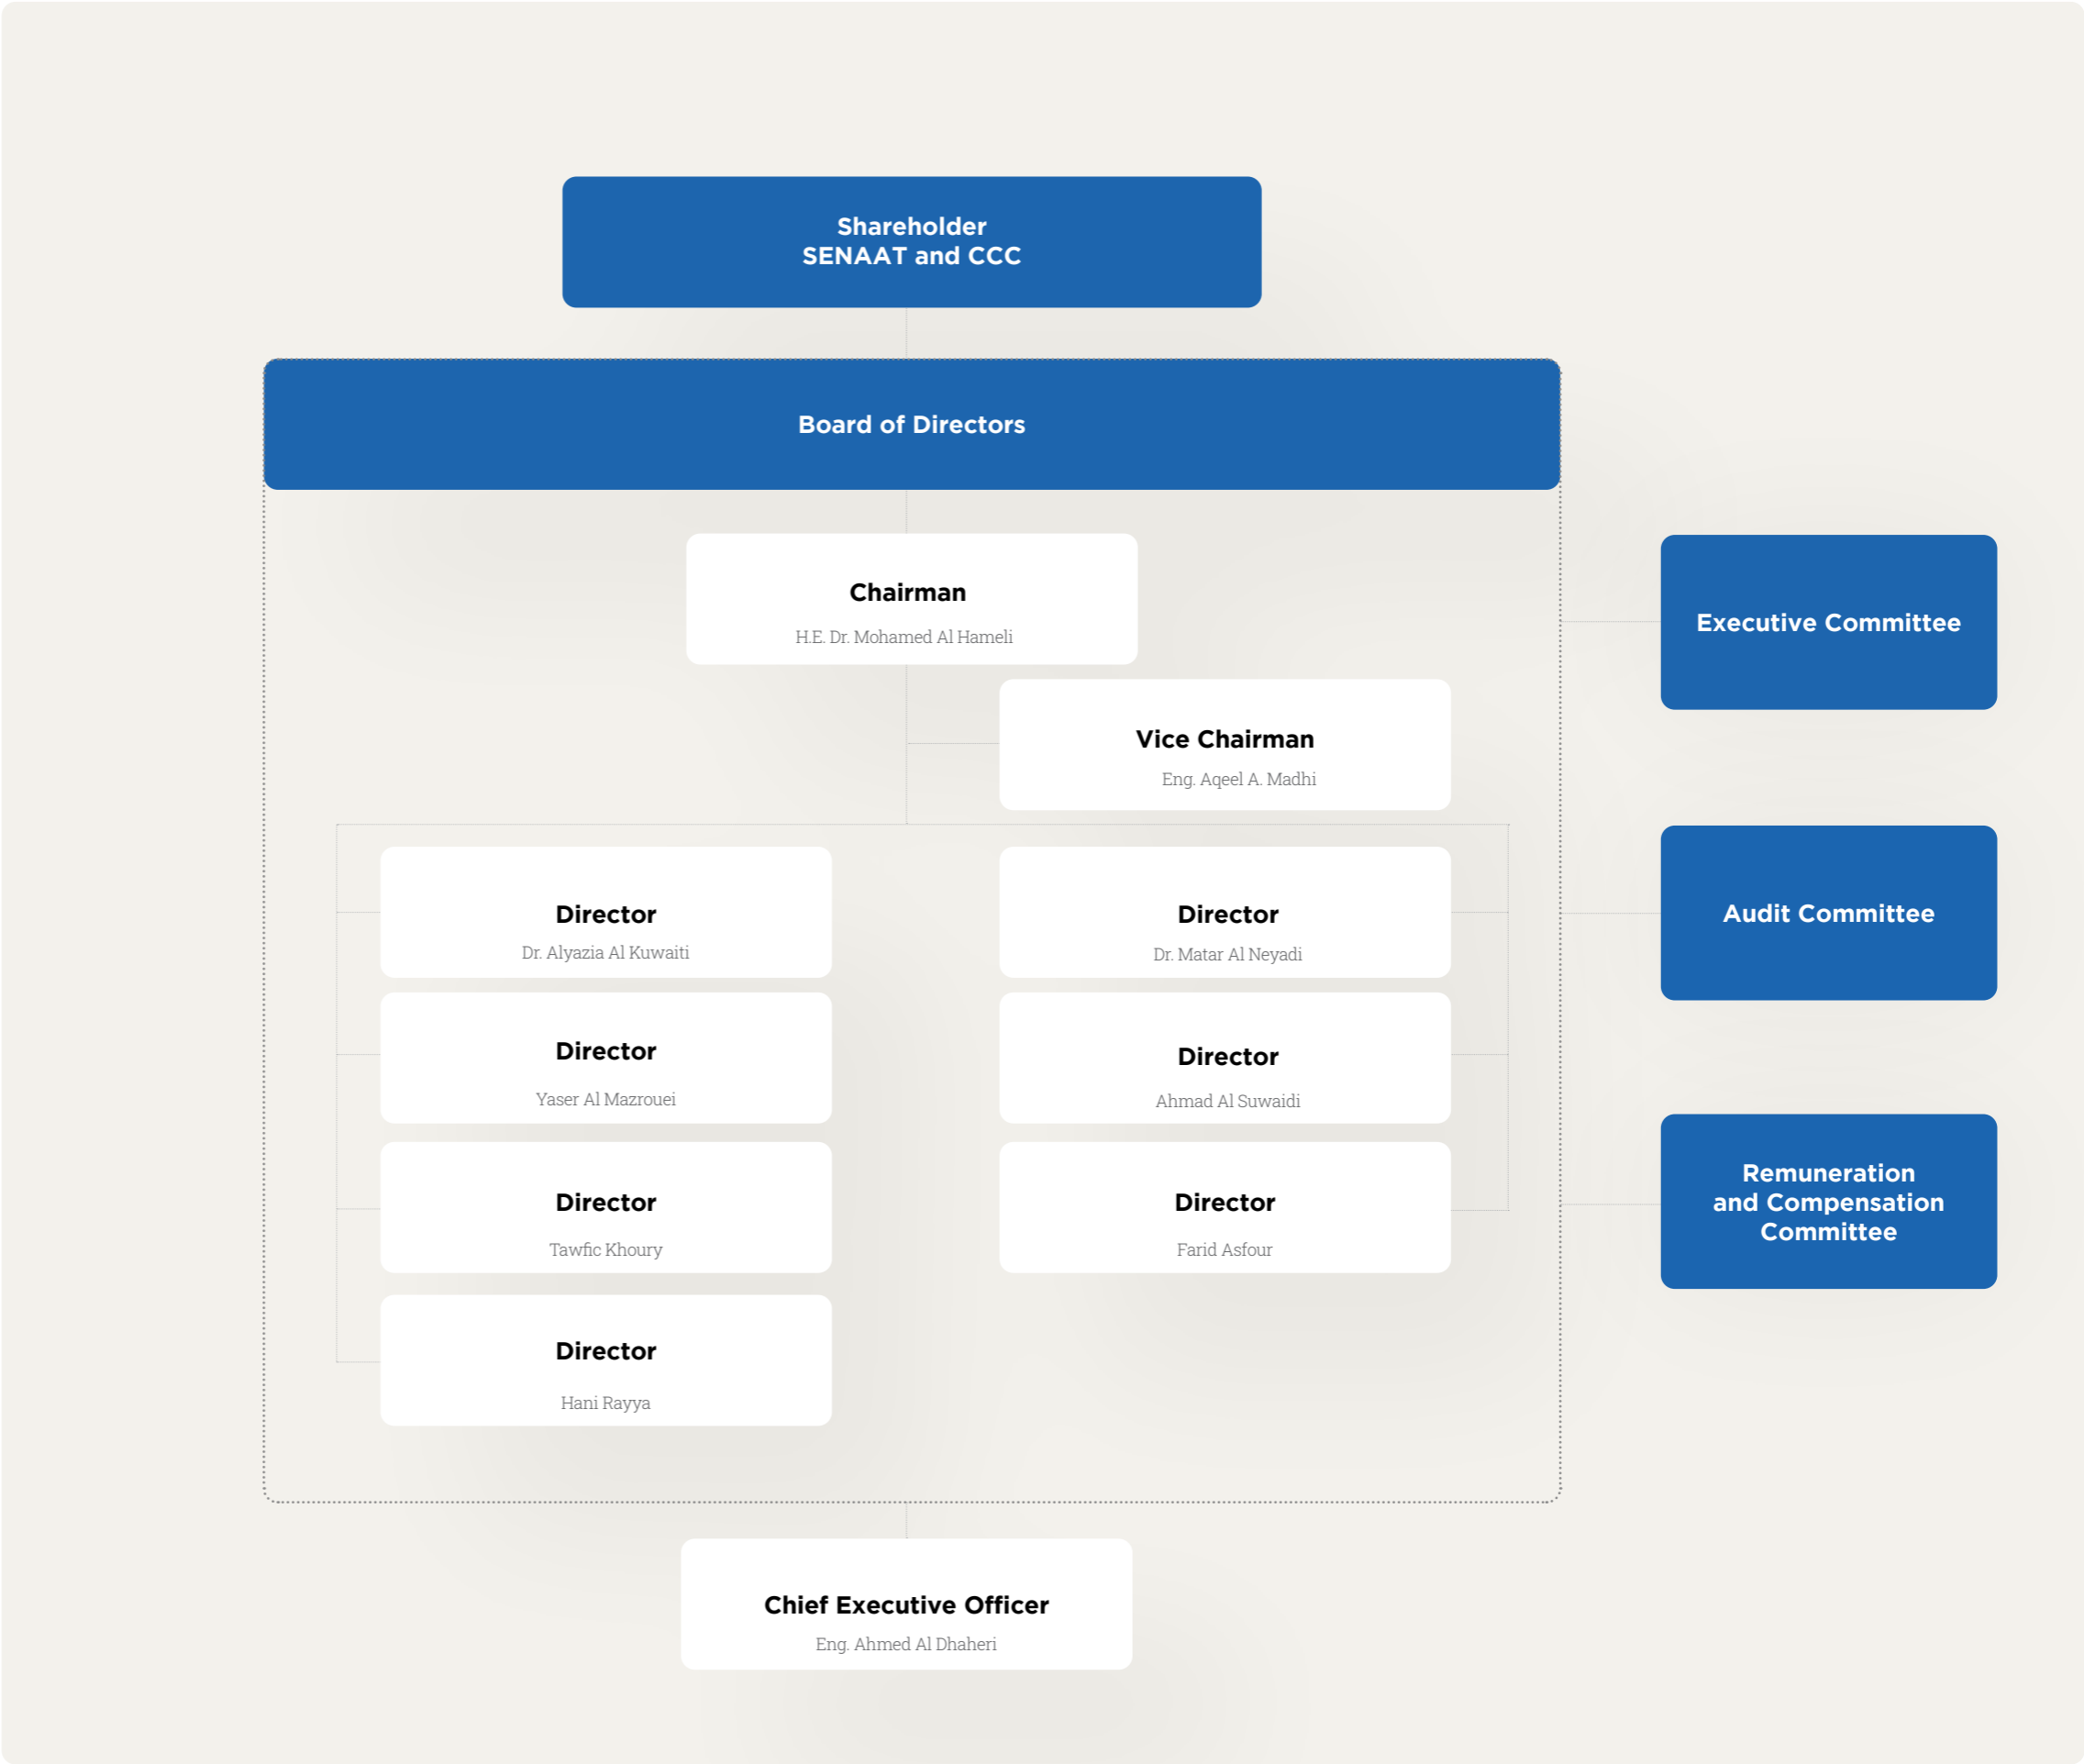 Shareholder
SENAAT and CCC
Board of Directors
Chairman
H.E. Dr. Mohamed Al Hameli
Executive Committee
Vice Chairman
Eng. Aqeel A. Madhi
Director
Dr. Alyazia Al Kuwaiti
Director
Dr. Matar Al Neyadi
Audit Committee
Director
Yaser Al Mazrouei
Director
Ahmad Al Suwaidi
Director
Tawfic Khoury
Director
Farid Asfour
Remuneration
and Compensation
Committee
Director
Hani Rayya
Chief Executive Officer
Eng. Ahmed Al Dhaheri